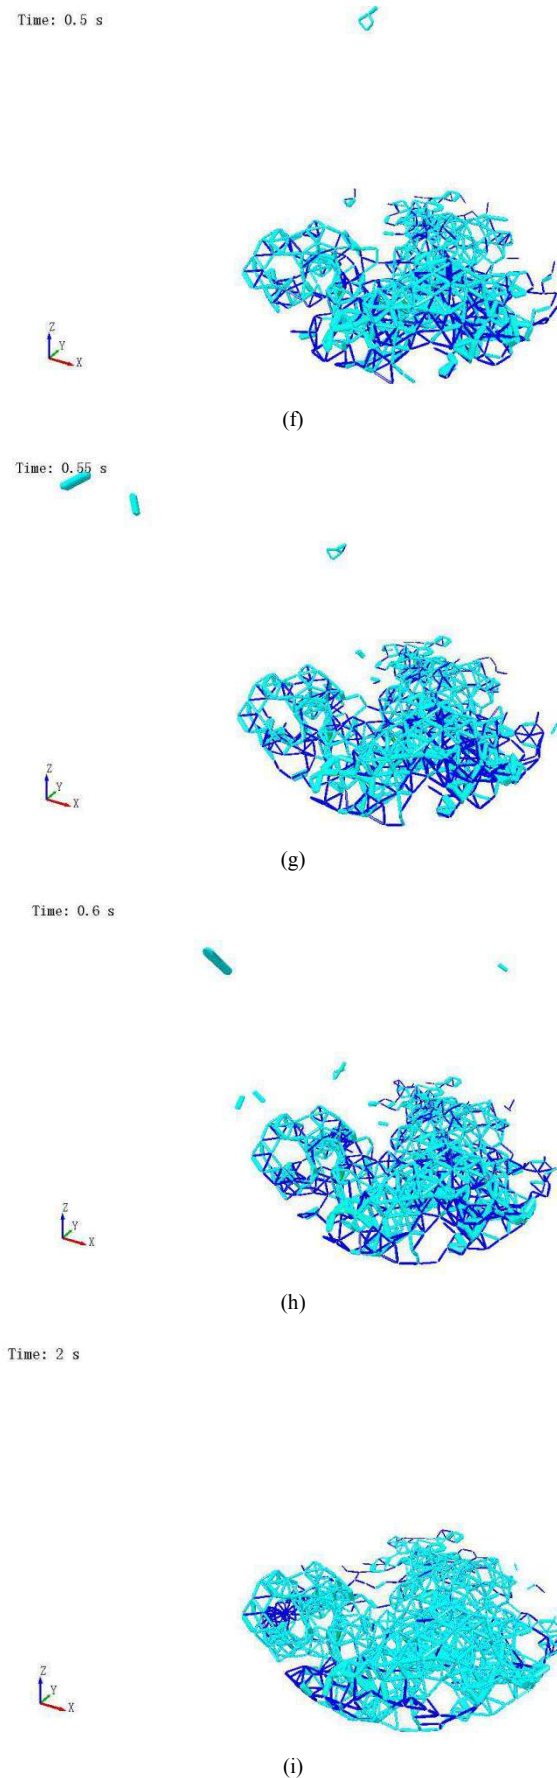 Time: 0.5 s
Z
Y
X
(f)
Time: 0.55 s
Z
Y
X
(g)
Time: 0.6 s
Z
Y
X
(h)
Time: 2 s
Z
Y
X
(i)